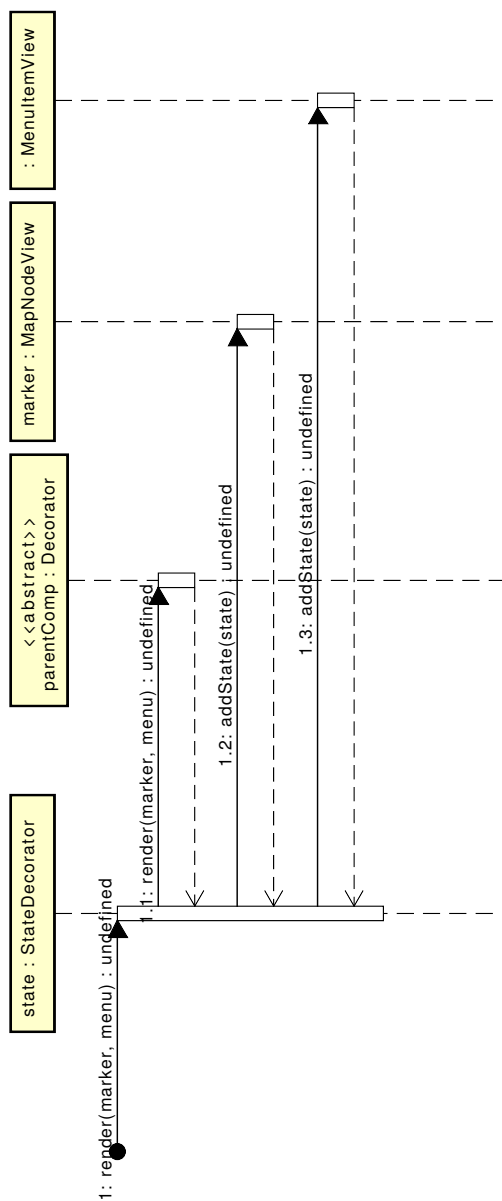 state : StateDecorator
<<abstract>>
parentComp : Decorator
marker : MapNodeView
: MenuItemView
1: render(marker, menu) : undefined
1.1: render(marker, menu) : undefined
1.2: addState(state) : undefined
1.3: addState(state) : undefined